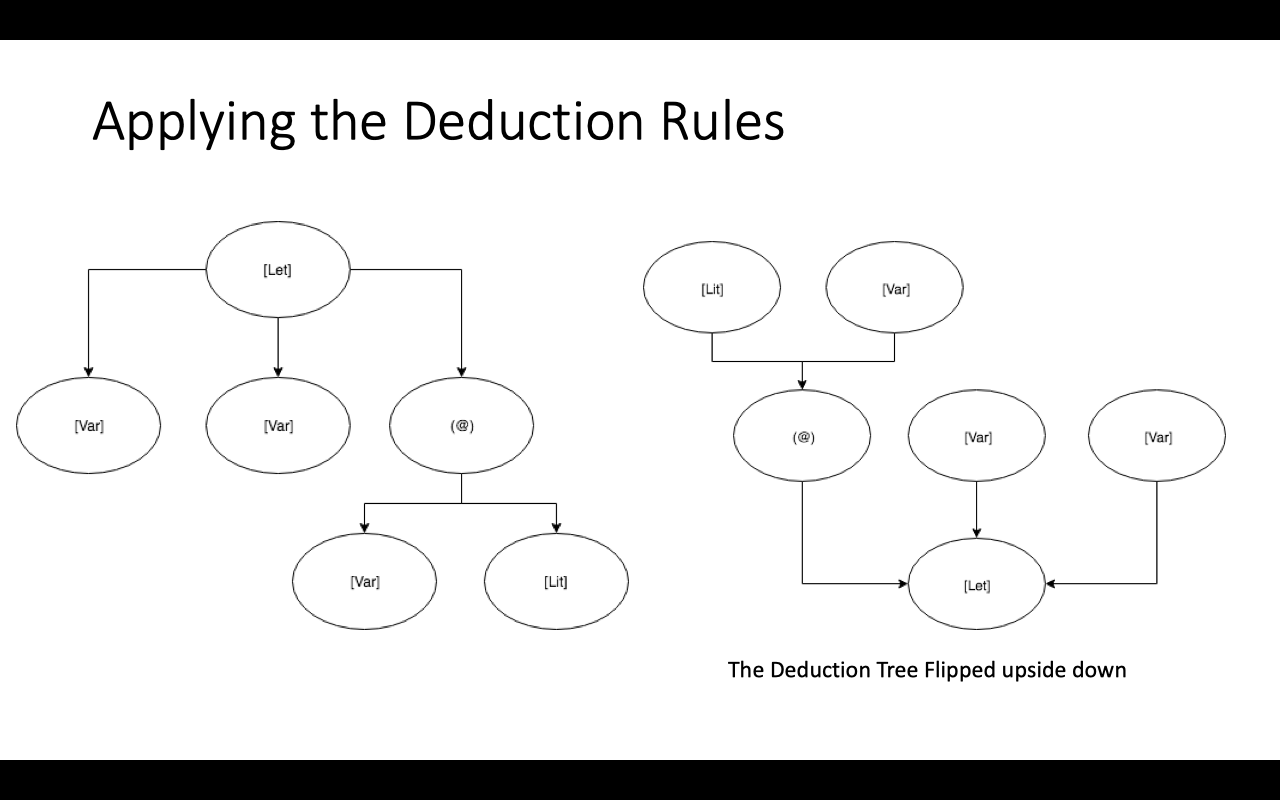 Applying the Deduction Rules
[Let]
[Var]
[Var]
(@)
[Var]
[Lit]
[Lit]
[Var]
(@)
[Var]
[Var]
[Let]
The Deduction Tree Flipped upside down